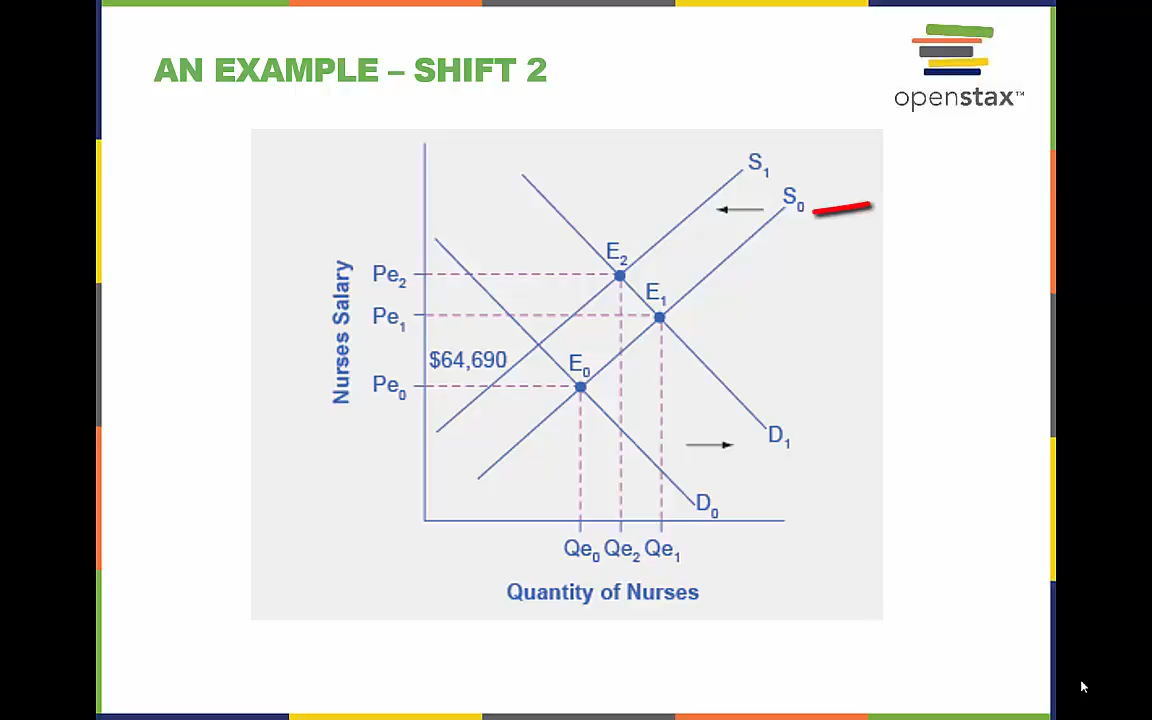 AN EXAMPLE – SHIFT 2
openstax™
S₁
S₀
E₂
Pe₂
E₁
Pe₁
$64,690
E₀
Pe₀
Nurses Salary
D₁
D₀
Qe₀ Qe₂ Qe₁
Quantity of Nurses